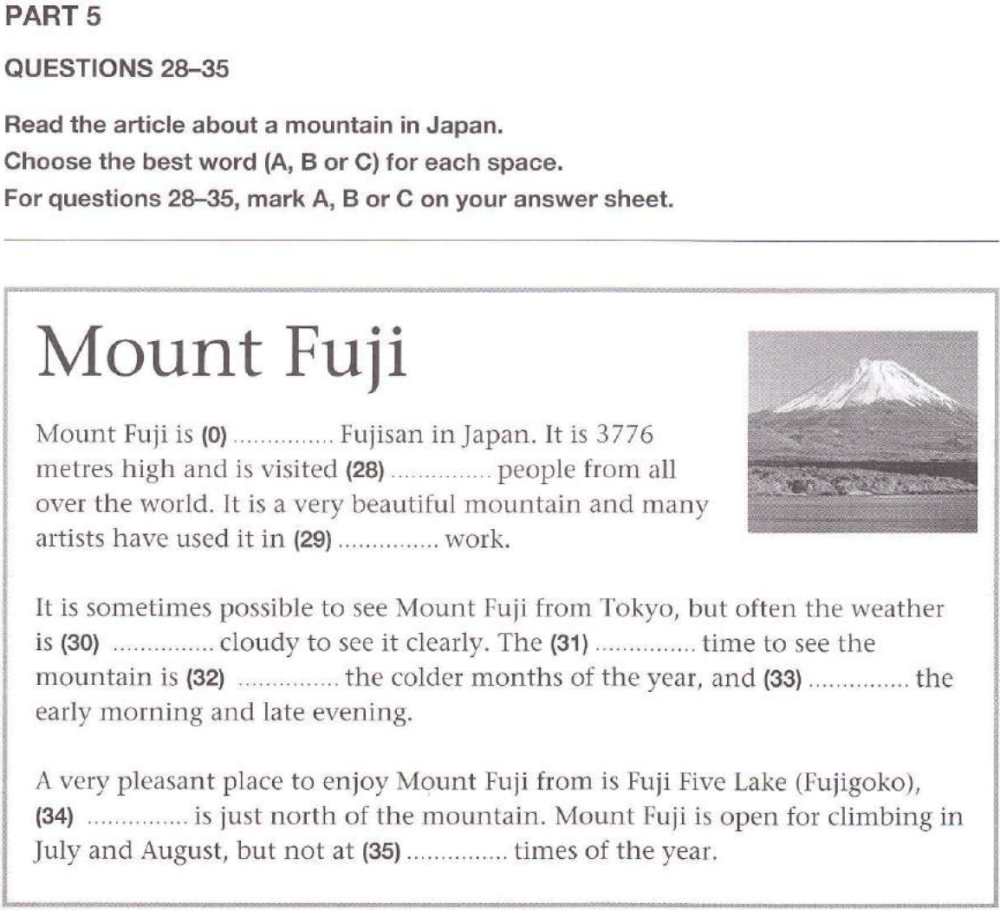 PART 5
QUESTIONS 28–35
Read the article about a mountain in Japan.
Choose the best word (A, B or C) for each space.
For questions 28–35, mark A, B or C on your answer sheet.
Mount Fuji
Mount Fuji is (0) ............... Fujisan in Japan. It is 3776
metres high and is visited (28) ............... people from all
over the world. It is a very beautiful mountain and many
artists have used it in (29) ............... work.
It is sometimes possible to see Mount Fuji from Tokyo, but often the weather
is (30) ............... cloudy to see it clearly. The (31) ............... time to see the
mountain is (32) ............... the colder months of the year, and (33) ............... the
early morning and late evening.
A very pleasant place to enjoy Mount Fuji from is Fuji Five Lake (Fujigoko),
(34) ............... is just north of the mountain. Mount Fuji is open for climbing in
July and August, but not at (35) ............... times of the year.